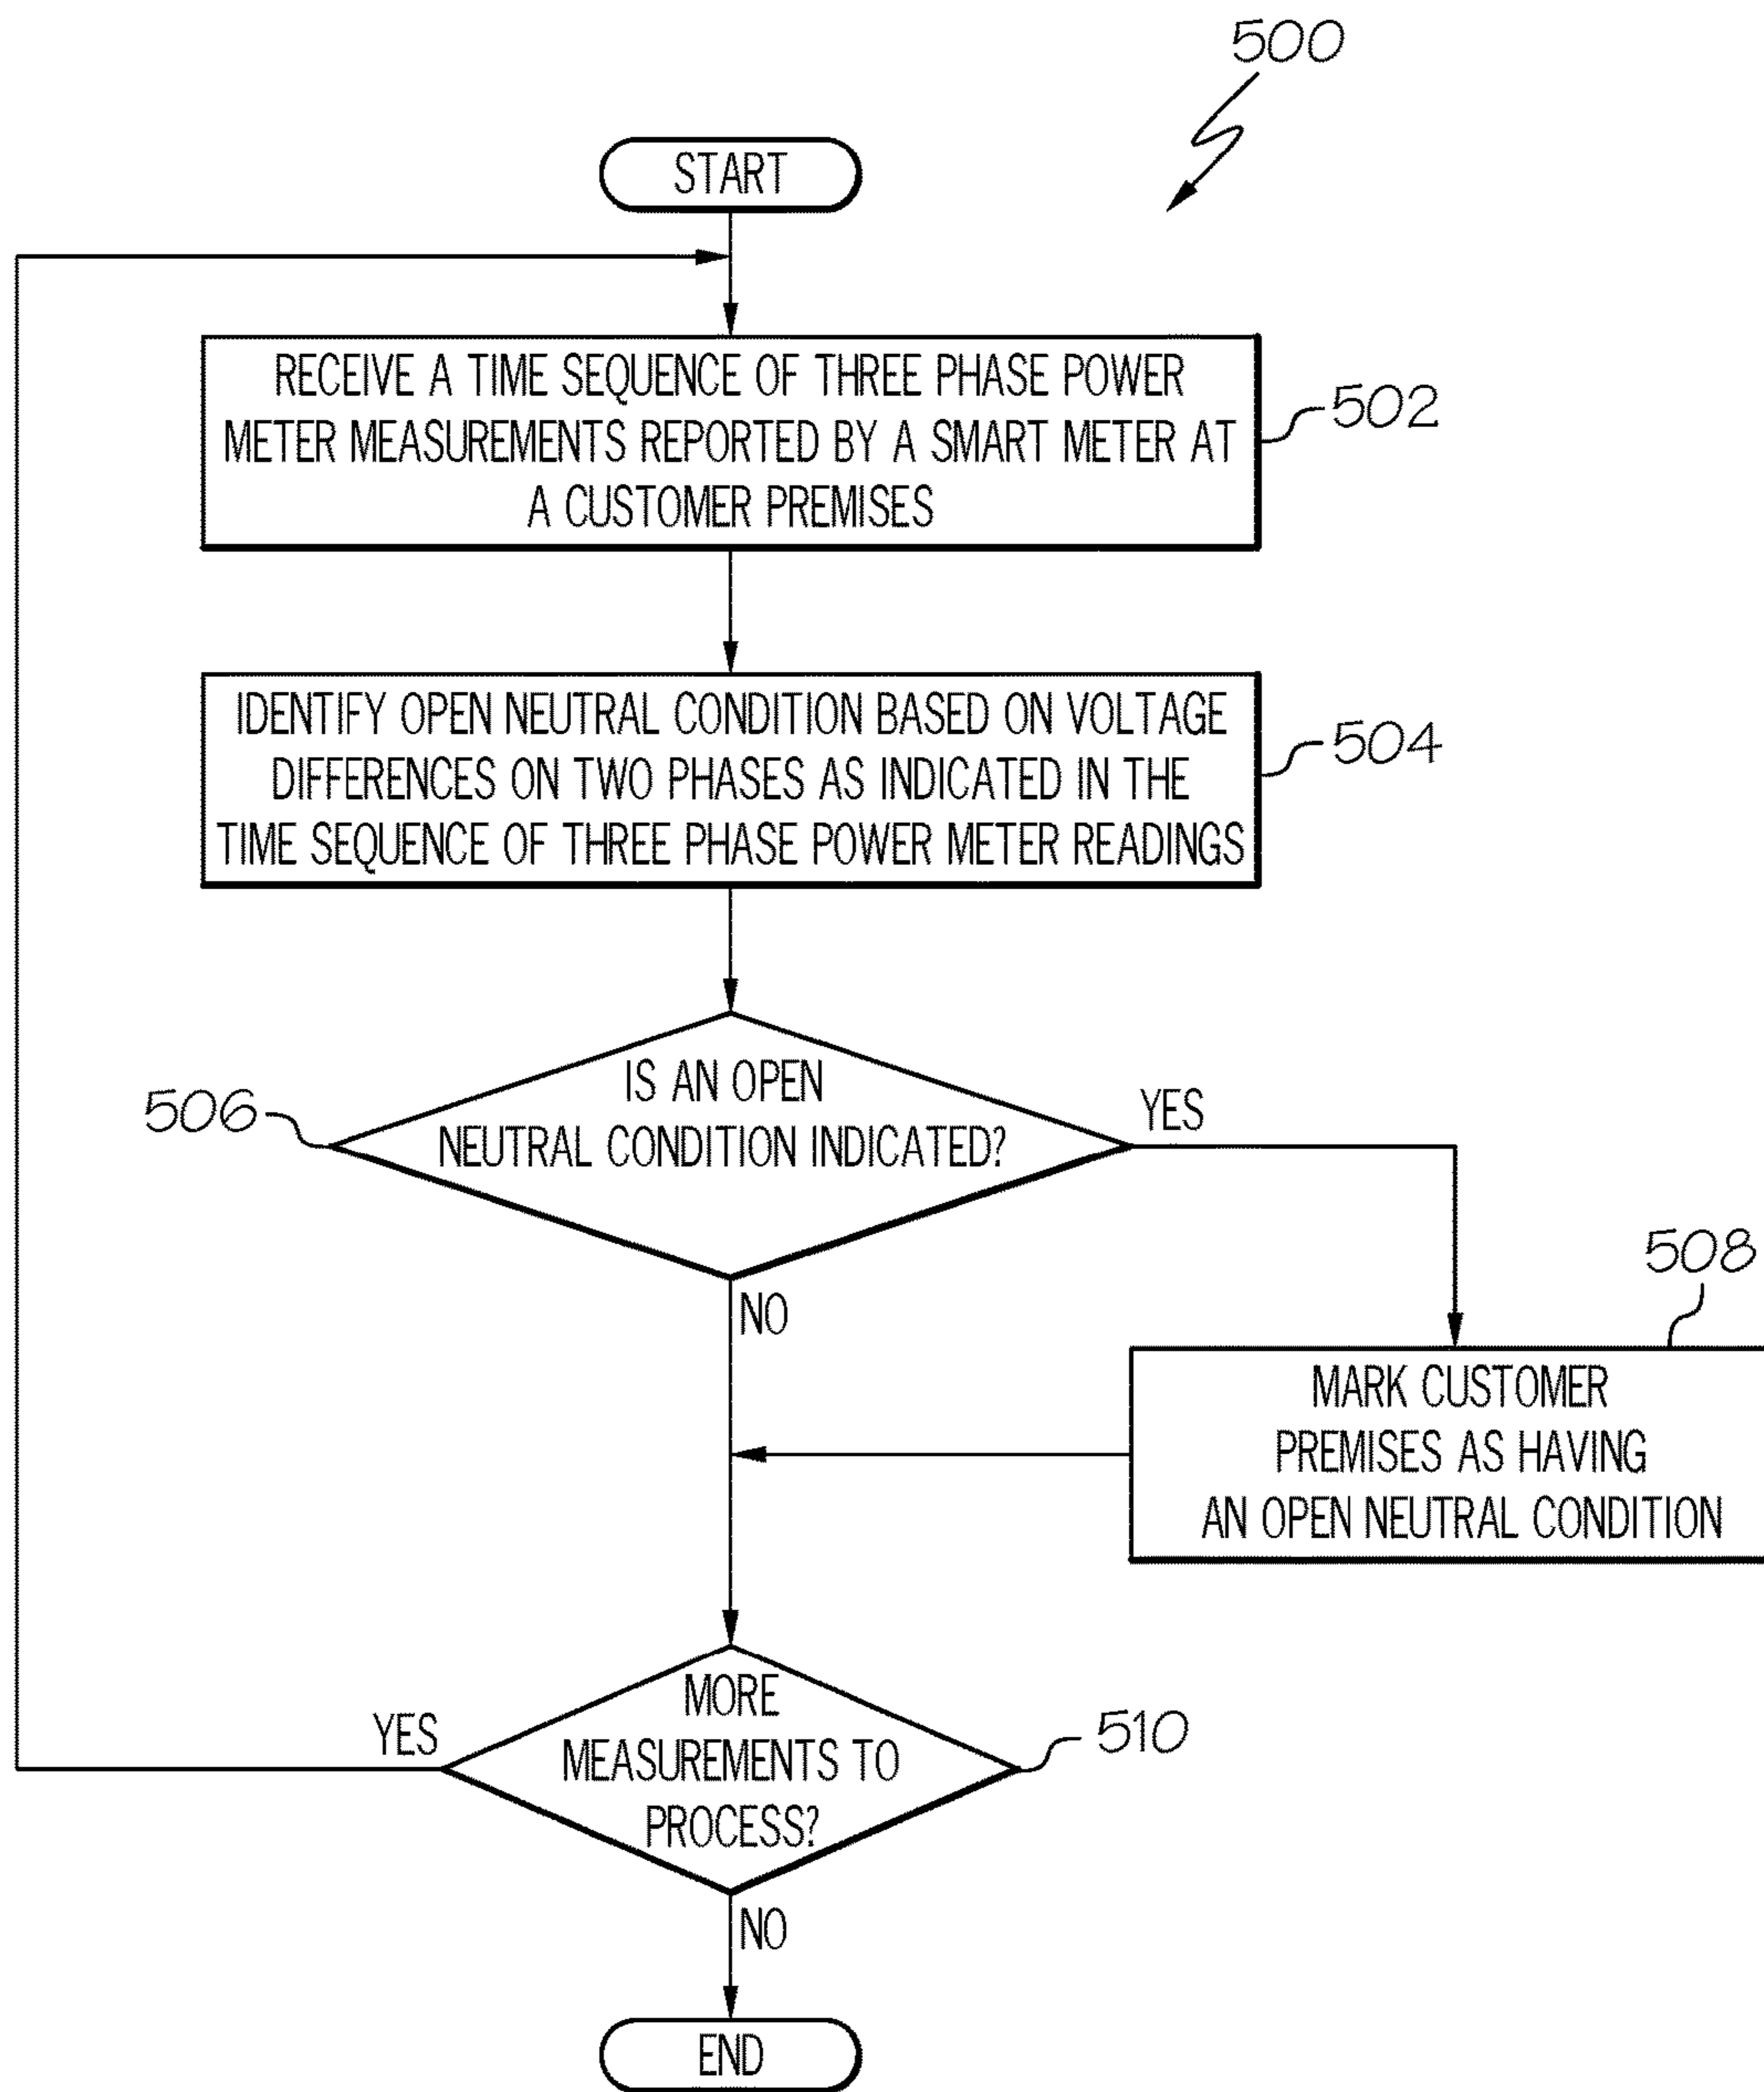 500
START
RECEIVE A TIME SEQUENCE OF THREE PHASE POWER
METER MEASUREMENTS REPORTED BY A SMART METER AT
A CUSTOMER PREMISES
502
IDENTIFY OPEN NEUTRAL CONDITION BASED ON VOLTAGE
DIFFERENCES ON TWO PHASES AS INDICATED IN THE
TIME SEQUENCE OF THREE PHASE POWER METER READINGS
504
IS AN OPEN
NEUTRAL CONDITION INDICATED?
506
YES
NO
508
MARK CUSTOMER
PREMISES AS HAVING
AN OPEN NEUTRAL CONDITION
MORE
MEASUREMENTS TO
PROCESS?
510
YES
NO
END